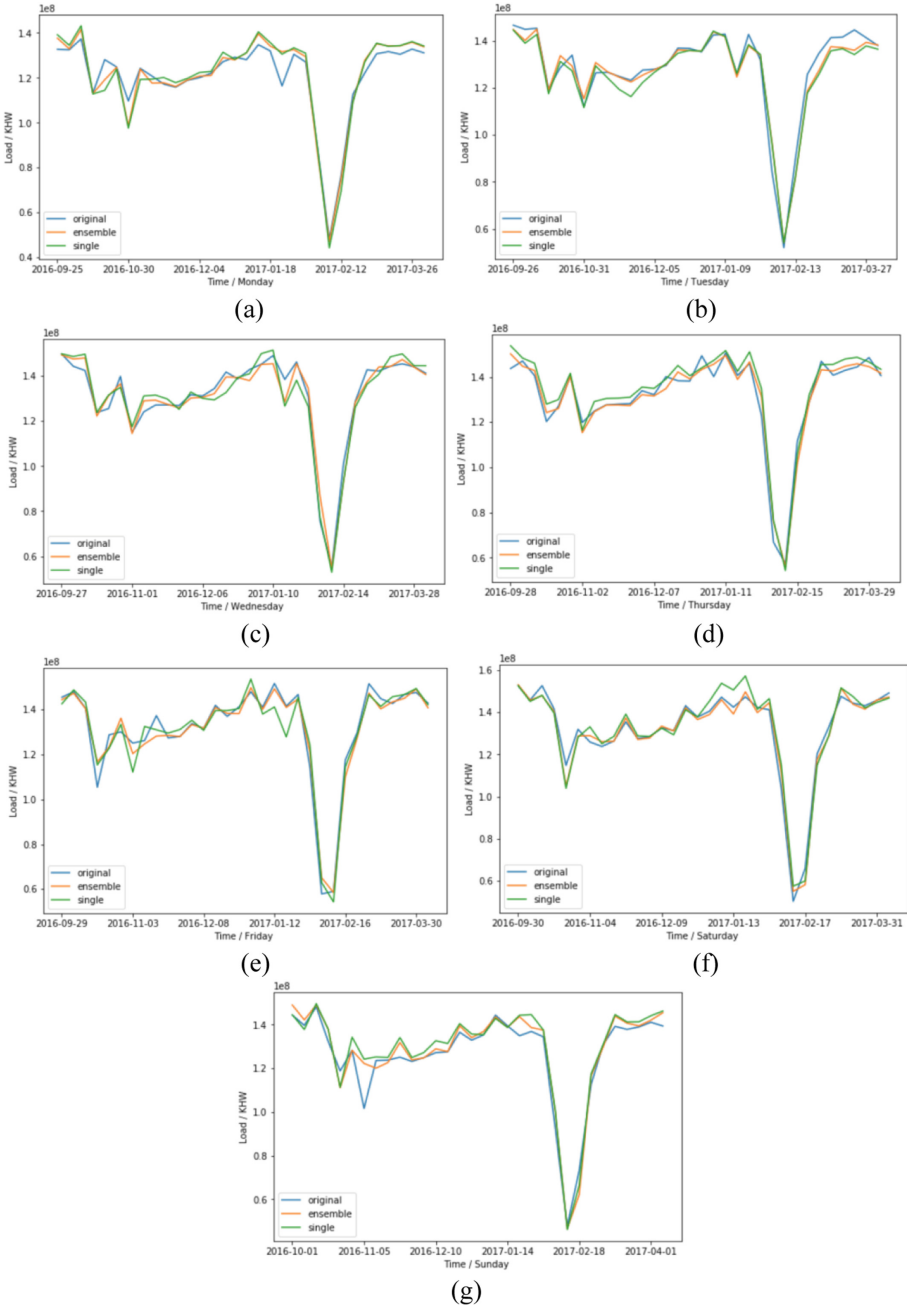 1e8
1.4
1.2
1.0
0.8
0.6
0.4
Load / KHW
original
ensemble
single
2016-09-25 2016-10-30 2016-12-04 2017-01-18 2017-02-12 2017-03-26
Time / Monday
(a)
1e8
1.4
1.2
1.0
0.8
0.6
Load / KHW
original
ensemble
single
2016-09-26 2016-10-31 2016-12-05 2017-01-09 2017-02-13 2017-03-27
Time / Tuesday
(b)
1e8
1.4
1.2
1.0
0.8
0.6
Load / KHW
original
ensemble
single
2016-09-27 2016-11-01 2016-12-06 2017-01-10 2017-02-14 2017-03-28
Time / Wednesday
(c)
1e8
1.4
1.2
1.0
0.8
0.6
Load / KHW
original
ensemble
single
2016-09-28 2016-11-02 2016-12-07 2017-01-11 2017-02-15 2017-03-29
Time / Thursday
(d)
1e8
1.4
1.2
1.0
0.8
0.6
Load / KHW
original
ensemble
single
2016-09-29 2016-11-03 2016-12-08 2017-01-12 2017-02-16 2017-03-30
Time / Friday
(e)
1e8
1.6
1.4
1.2
1.0
0.8
0.6
Load / KHW
original
ensemble
single
2016-09-30 2016-11-04 2016-12-09 2017-01-13 2017-02-17 2017-03-31
Time / Saturday
(f)
1e8
1.4
1.2
1.0
0.8
0.6
Load / KHW
original
ensemble
single
2016-10-01 2016-11-05 2016-12-10 2017-01-14 2017-02-18 2017-04-01
Time / Sunday
(g)